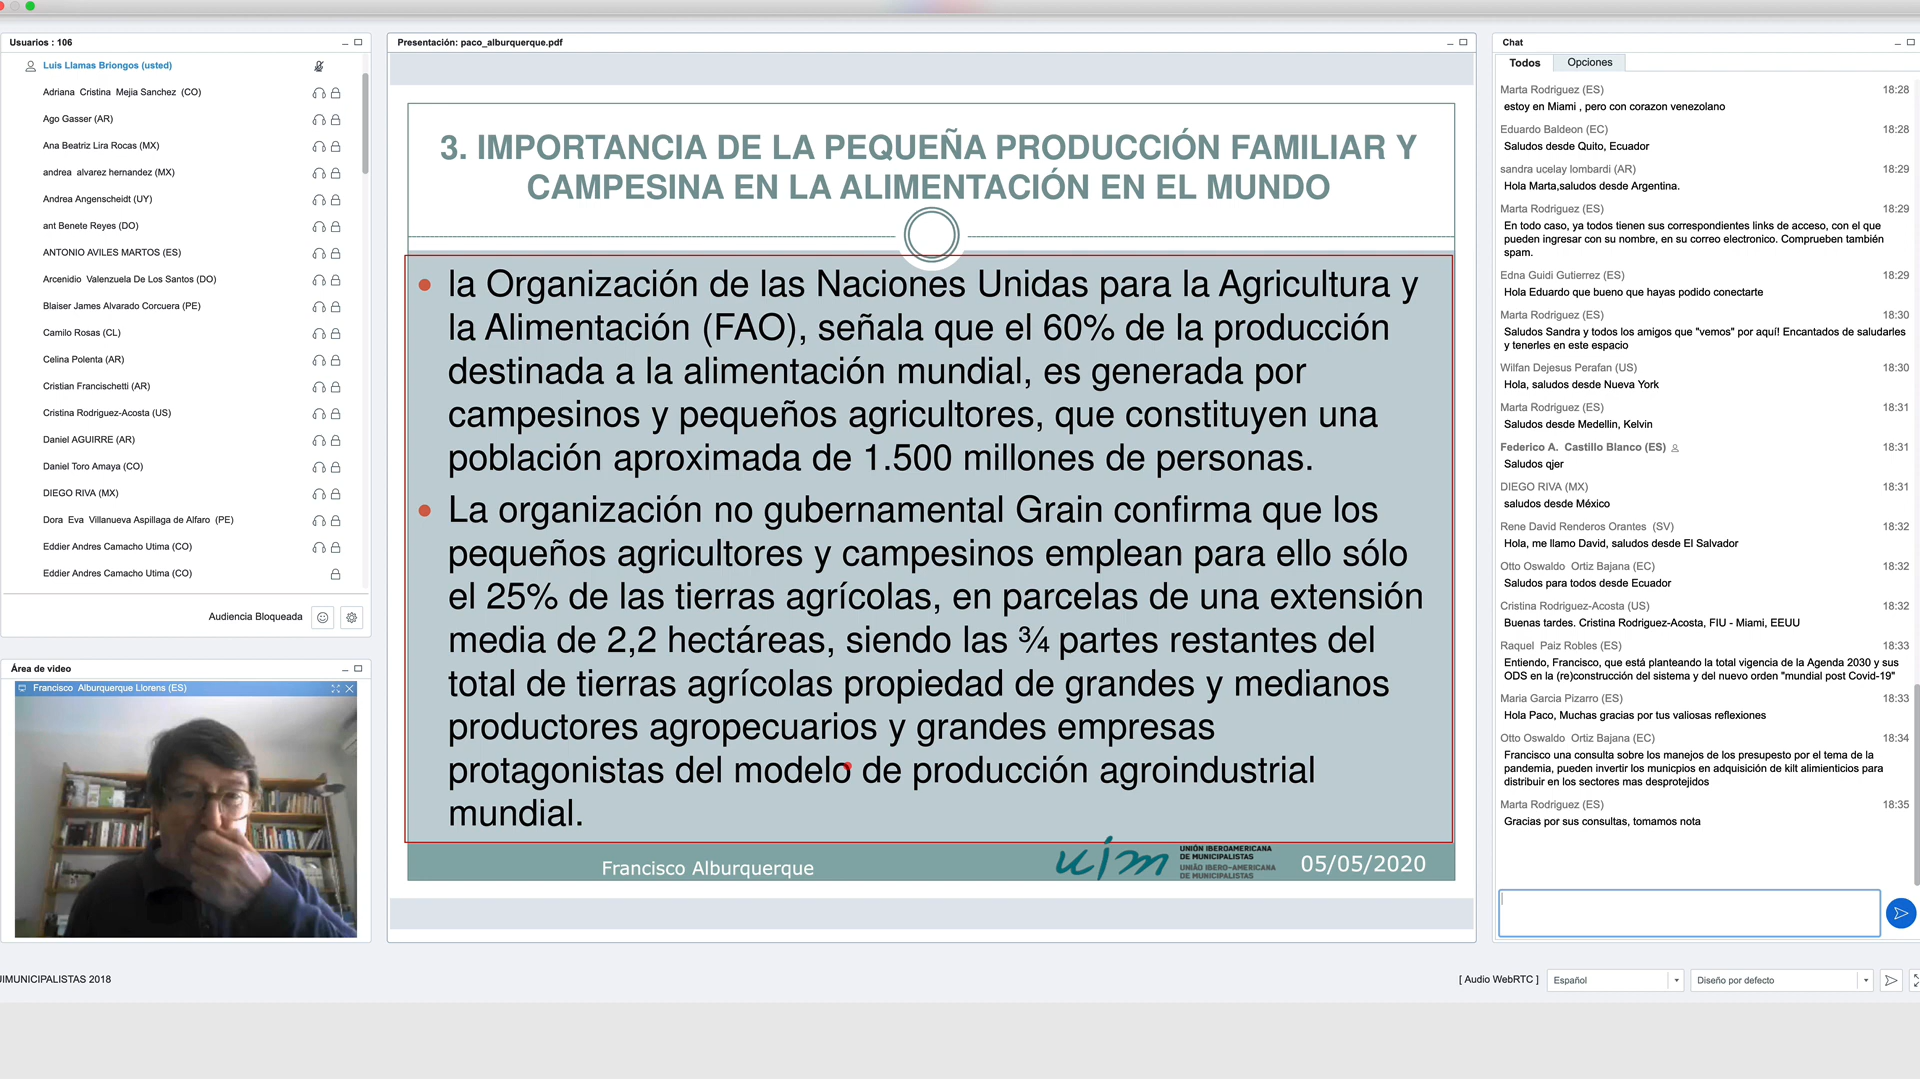 Usuarios : 106
Luis Llamas Briongos (usted)
Adriana Cristina Mejia Sanchez (CO)
Ago Gasser (AR)
Ana Beatriz Lira Rocas (MX)
andrea alvarez hernandez (MX)
Andrea Angenscheidt (UY)
ant Benete Reyes (DO)
ANTONIO AVILES MARTOS (ES)
Arcenidio Valenzuela De Los Santos (DO)
Blaiser James Alvarado Corcuera (PE)
Camilo Rosas (CL)
Celina Polenta (AR)
Cristian Francischetti (AR)
Cristina Rodriguez-Acosta (US)
Daniel AGUIRRE (AR)
Daniel Toro Amaya (CO)
DIEGO RIVA (MX)
Dora Eva Villanueva Aspillaga de Alfaro (PE)
Eddier Andres Camacho Utima (CO)
Eddier Andres Camacho Utima (CO)
Audiencia Bloqueada
Área de video
Francisco Alburquerque Llorens (ES)
Presentación: paco_alburquerque.pdf
3. IMPORTANCIA DE LA PEQUEÑA PRODUCCIÓN FAMILIAR Y
CAMPESINA EN LA ALIMENTACIÓN EN EL MUNDO
• la Organización de las Naciones Unidas para la Agricultura y
la Alimentación (FAO), señala que el 60% de la producción
destinada a la alimentación mundial, es generada por
campesinos y pequeños agricultores, que constituyen una
población aproximada de 1.500 millones de personas.
• La organización no gubernamental Grain confirma que los
pequeños agricultores y campesinos emplean para ello sólo
el 25% de las tierras agrícolas, en parcelas de una extensión
media de 2,2 hectáreas, siendo las ¾ partes restantes del
total de tierras agrícolas propiedad de grandes y medianos
productores agropecuarios y grandes empresas
protagonistas del modelo de producción agroindustrial
mundial.
Francisco Alburquerque
uim
UNIÓN IBEROAMERICANA
DE MUNICIPALISTAS
UNIÃO IBERO-AMERICANA
DE MUNICIPALISTAS
05/05/2020
Chat
Todos Opciones
Marta Rodriguez (ES) 18:28
estoy en Miami , pero con corazon venezolano
Eduardo Baldeon (EC) 18:28
Saludos desde Quito, Ecuador
sandra ucelay lombardi (AR) 18:29
Hola Marta,saludos desde Argentina.
Marta Rodriguez (ES) 18:29
En todo caso, ya todos tienen sus correspondientes links de acceso, con el que
pueden ingresar con su nombre, en su correo electronico. Comprueben también
spam.
Edna Guidi Gutierrez (ES) 18:29
Hola Eduardo que bueno que hayas podido conectarte
Marta Rodriguez (ES) 18:30
Saludos Sandra y todos los amigos que "vemos" por aquí! Encantados de saludarles
y tenerles en este espacio
Wilfan Dejesus Perafan (US) 18:30
Hola, saludos desde Nueva York
Marta Rodriguez (ES) 18:31
Saludos desde Medellin, Kelvin
Federico A. Castillo Blanco (ES) 18:31
Saludos qjer
DIEGO RIVA (MX) 18:31
saludos desde México
Rene David Renderos Orantes (SV) 18:32
Hola, me llamo David, saludos desde El Salvador
Otto Oswaldo Ortiz Bajana (EC) 18:32
Saludos para todos desde Ecuador
Cristina Rodriguez-Acosta (US) 18:32
Buenas tardes. Cristina Rodriguez-Acosta, FIU - Miami, EEUU
Raquel Paiz Robles (ES) 18:33
Entiendo, Francisco, que está planteando la total vigencia de la Agenda 2030 y sus
ODS en la (re)construcción del sistema y del nuevo orden "mundial post Covid-19"
Maria Garcia Pizarro (ES) 18:33
Hola Paco, Muchas gracias por tus valiosas reflexiones
Otto Oswaldo Ortiz Bajana (EC) 18:34
Francisco una consulta sobre los manejos de los presupesto por el tema de la
pandemia, pueden invertir los municpios en adquisición de kilt alimienticios para
distribuir en los sectores mas desprotejidos
Marta Rodriguez (ES) 18:35
Gracias por sus consultas, tomamos nota
IMUNICIPALISTAS 2018
[ Audio WebRTC ] Español Diseño por defecto